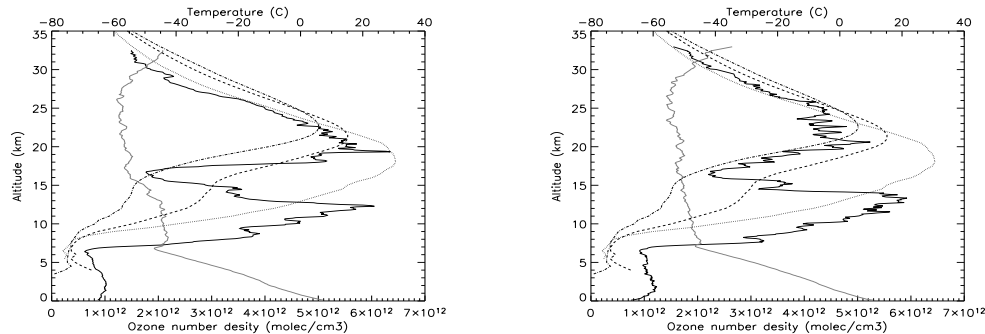 Temperature (C)
-80 -60 -40 -20 0 20 40
35
30
25
20
15
10
5
0
Altitude (km)
0 1×10¹² 2×10¹² 3×10¹² 4×10¹² 5×10¹² 6×10¹² 7×10¹²
Ozone number desity (molec/cm3)
Temperature (C)
-80 -60 -40 -20 0 20 40
35
30
25
20
15
10
5
0
Altitude (km)
0 1×10¹² 2×10¹² 3×10¹² 4×10¹² 5×10¹² 6×10¹² 7×10¹²
Ozone number desity (molec/cm3)